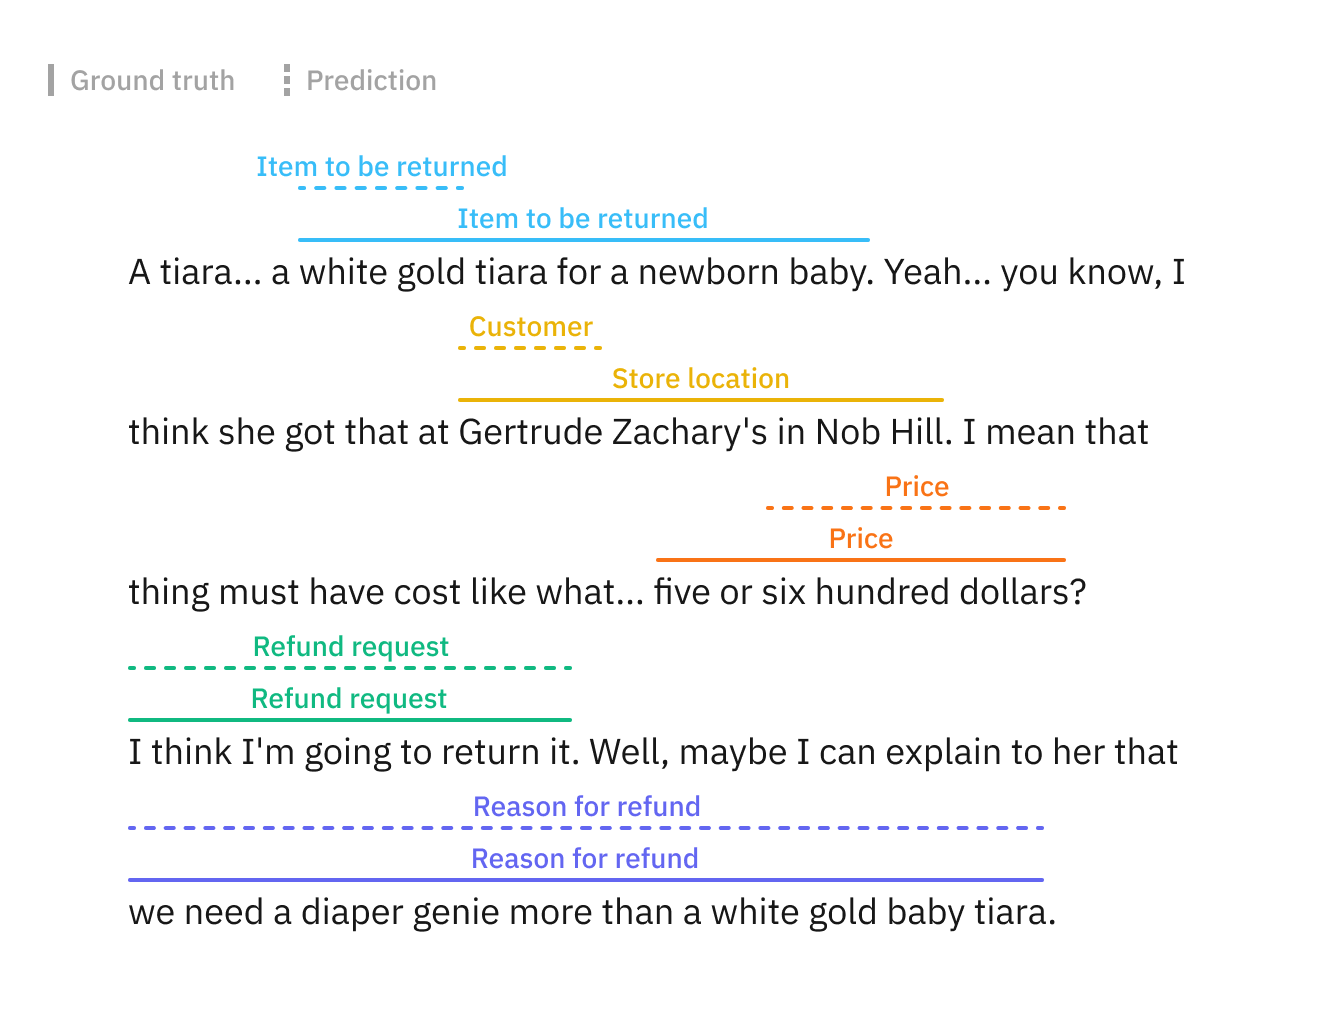 Ground truth Prediction
Item to be returned
Item to be returned
A tiara... a white gold tiara for a newborn baby. Yeah... you know, I
Customer
Store location
think she got that at Gertrude Zachary's in Nob Hill. I mean that
Price
Price
thing must have cost like what... five or six hundred dollars?
Refund request
Refund request
I think I'm going to return it. Well, maybe I can explain to her that
Reason for refund
Reason for refund
we need a diaper genie more than a white gold baby tiara.